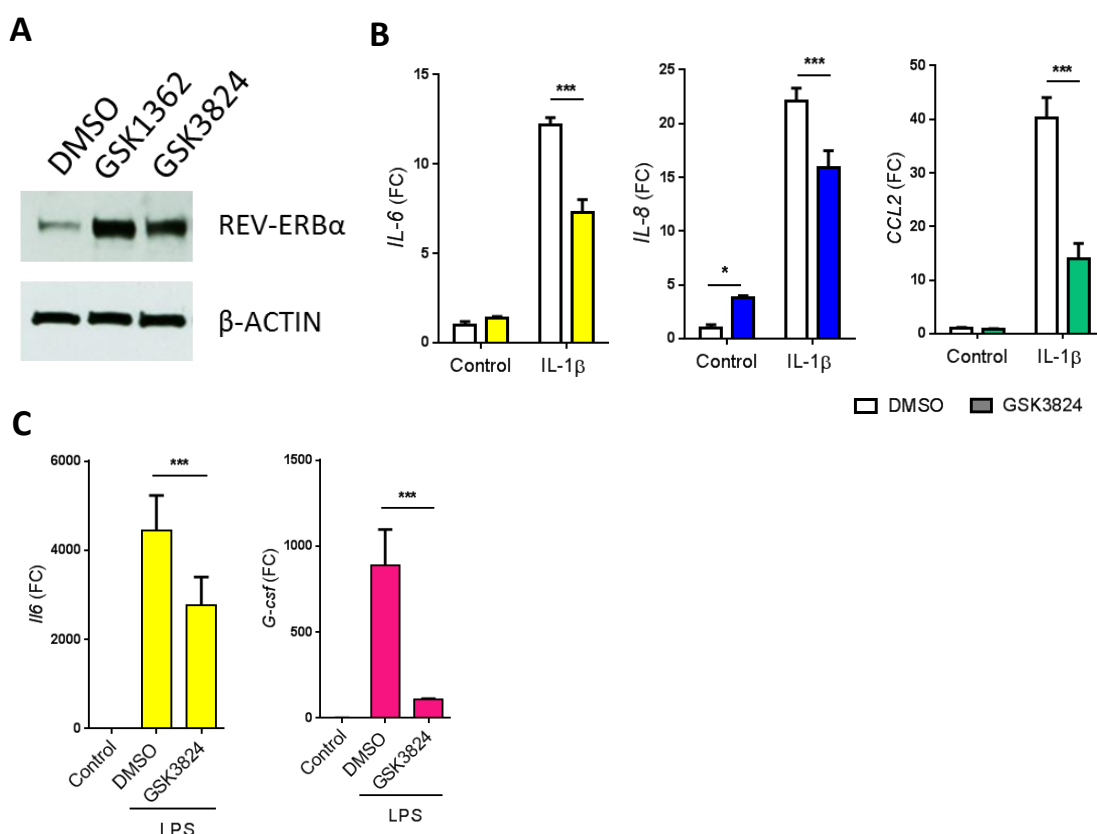 A
DMSO
GSK1362
GSK3824
REV-ERBα
β-ACTIN
B
15
10
5
0
IL-6 (FC)
***
Control
IL-1β
25
20
15
10
5
0
IL-8 (FC)
*
***
Control
IL-1β
50
40
30
20
10
0
CCL2 (FC)
***
Control
IL-1β
DMSO
GSK3824
C
6000
4000
2000
0
Il6 (FC)
***
Control
DMSO
GSK3824
LPS
1500
1000
500
0
G-csf (FC)
***
Control
DMSO
GSK3824
LPS